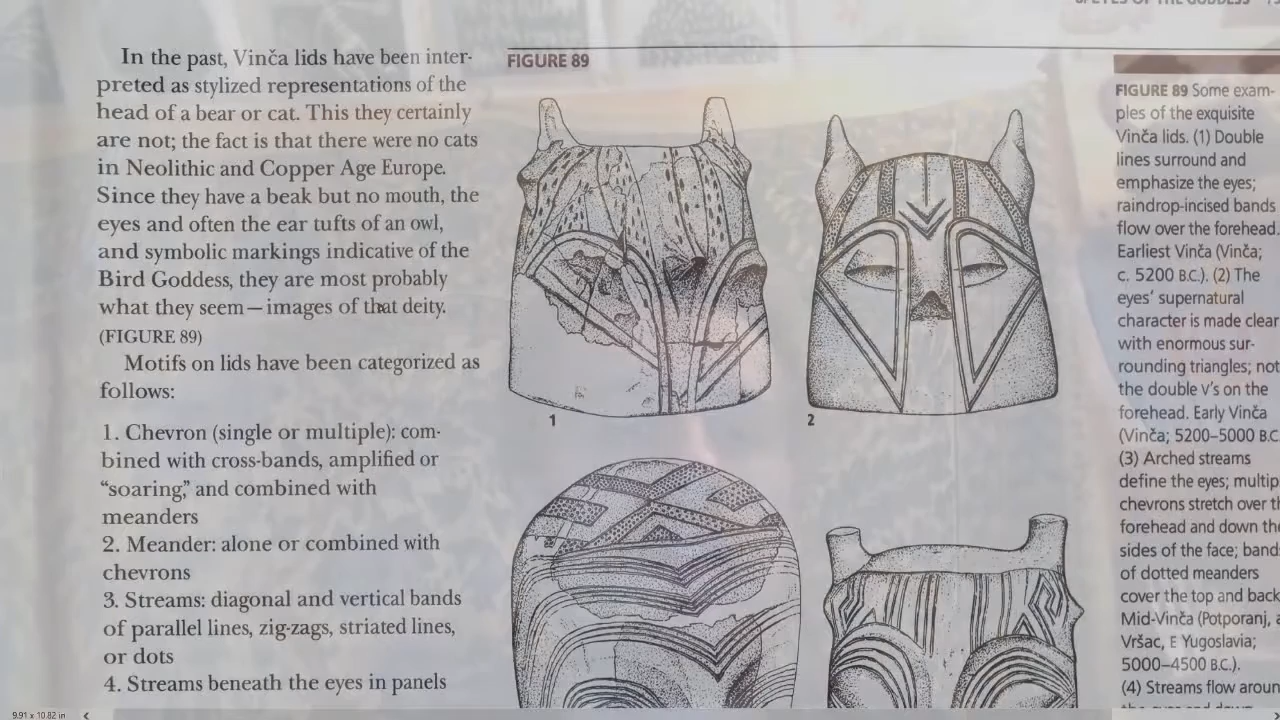 In the past, Vinča lids have been inter-
preted as stylized representations of the
head of a bear or cat. This they certainly
are not; the fact is that there were no cats
in Neolithic and Copper Age Europe.
Since they have a beak but no mouth, the
eyes and often the ear tufts of an owl,
and symbolic markings indicative of the
Bird Goddess, they are most probably
what they seem—images of that deity.
(FIGURE 89)
Motifs on lids have been categorized as
follows:
1. Chevron (single or multiple): com-
bined with cross-bands, amplified or
“soaring,” and combined with
meanders
2. Meander: alone or combined with
chevrons
3. Streams: diagonal and vertical bands
of parallel lines, zig-zags, striated lines,
or dots
4. Streams beneath the eyes in panels
FIGURE 89
1
2
OF THE GODDESS
FIGURE 89 Some exam-
ples of the exquisite
Vinča lids. (1) Double
lines surround and
emphasize the eyes;
raindrop-incised bands
flow over the forehead.
Earliest Vinča (Vinča;
c. 5200 B.C.). (2) The
eyes’ supernatural
character is made clear
with enormous sur-
rounding triangles; not
the double V’s on the
forehead. Early Vinča
(Vinča; 5200–5000 B.C.
(3) Arched streams
define the eyes; multip
chevrons stretch over th
forehead and down the
sides of the face; band
of dotted meanders
cover the top and back
Mid-Vinča (Potporanj, a
Vršac, E Yugoslavia;
5000–4500 B.C.).
(4) Streams flow aroun
9.91 x 10.82 in